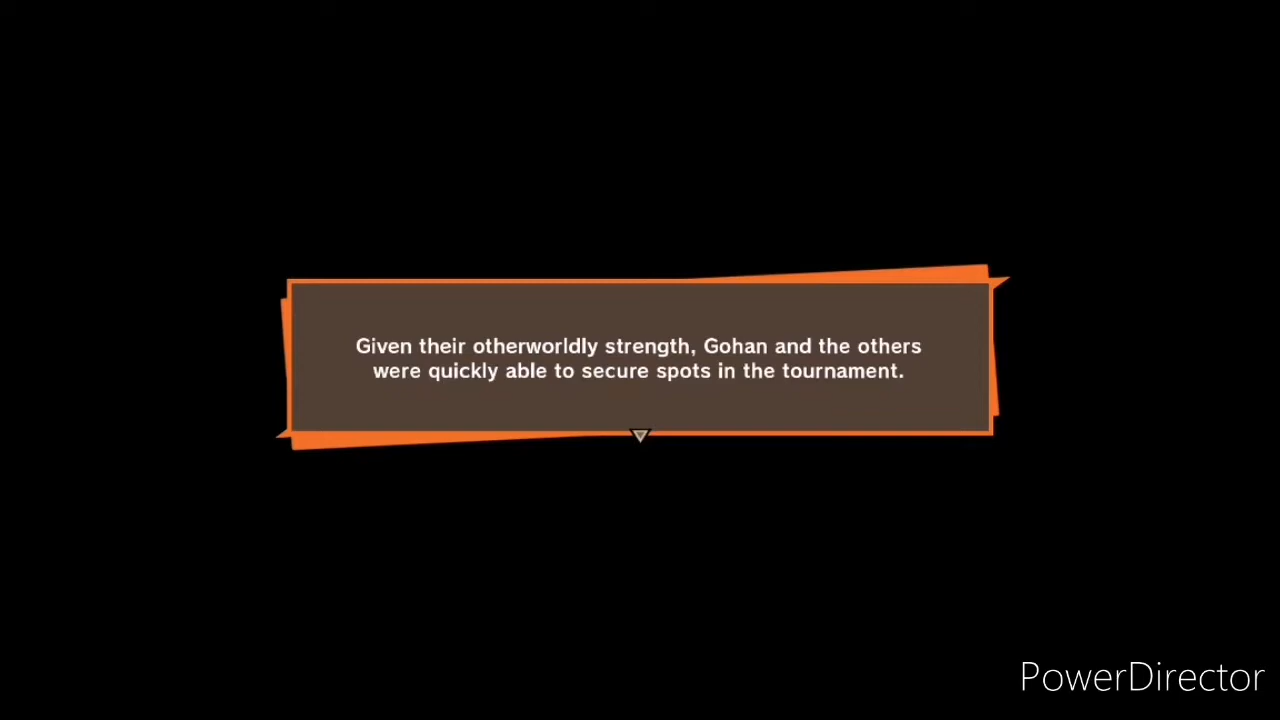 Given their otherworldly strength, Gohan and the others
were quickly able to secure spots in the tournament.
PowerDirector